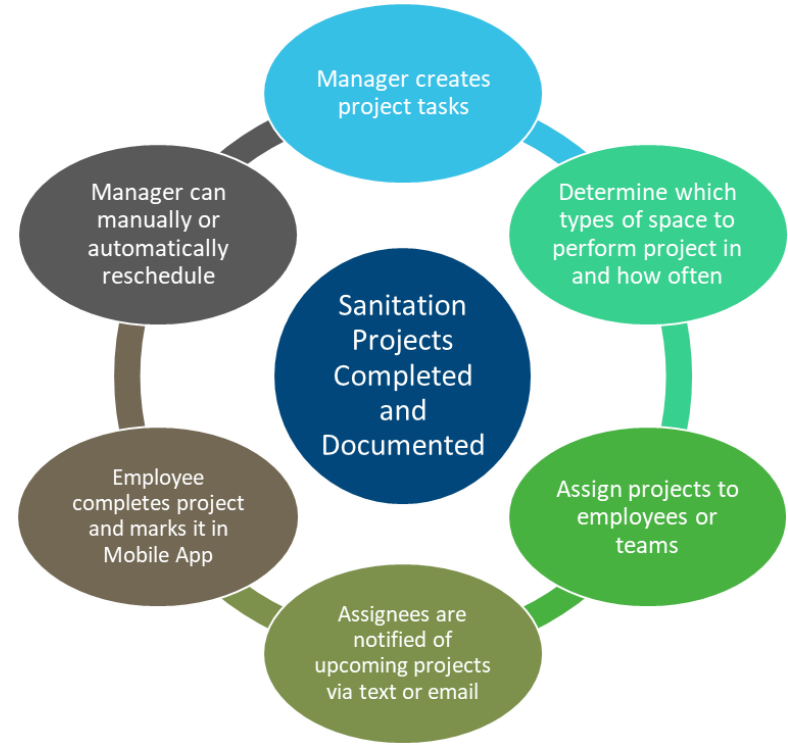 Manager creates
project tasks
Determine which
types of space to
perform project in
and how often
Assign projects to
employees or
teams
Assignees are
notified of
upcoming projects
via text or email
Employee
completes project
and marks it in
Mobile App
Manager can
manually or
automatically
reschedule
Sanitation
Projects
Completed
and
Documented